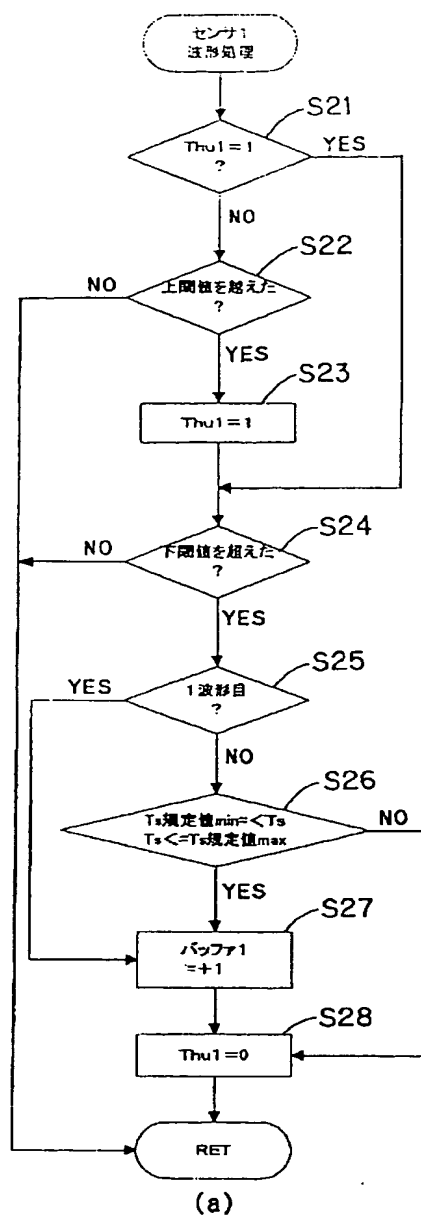 センサ1
波形処理
S21
Thu1=1
?
YES
NO
S22
上閾値を越えた
?
NO
YES
S23
Thu1=1
S24
下閾値を超えた
?
NO
YES
S25
1波形目
?
YES
NO
S26
Ts規定値min=<Ts
Ts<=Ts規定値max
NO
YES
S27
バッファ1
=+1
S28
Thu1=0
RET
(a)